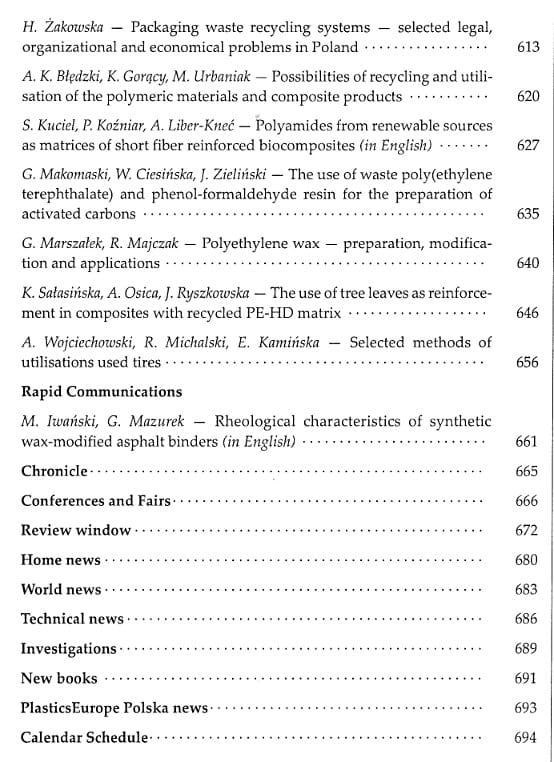 H. Żakowska — Packaging waste recycling systems — selected legal,
organizational and economical problems in Poland · · · · · · · · · · · · · · · · · 613
A. K. Błędzki, K. Gorący, M. Urbaniak — Possibilities of recycling and utili-
sation of the polymeric materials and composite products · · · · · · · · · · · 620
S. Kuciel, P. Koźniar, A. Liber-Kneć — Polyamides from renewable sources
as matrices of short fiber reinforced biocomposites (in English) · · · · · · · 627
G. Makomaski, W. Ciesińska, J. Zieliński — The use of waste poly(ethylene
terephthalate) and phenol-formaldehyde resin for the preparation of
activated carbons · · · · · · · · · · · · · · · · · · · · · · · · · · · · · · · · · · · · · · · · · · · · 635
G. Marszałek, R. Majczak — Polyethylene wax — preparation, modifica-
tion and applications · · · · · · · · · · · · · · · · · · · · · · · · · · · · · · · · · · · · · · · · · 640
K. Sałasińska, A. Osica, J. Ryszkowska — The use of tree leaves as reinforce-
ment in composites with recycled PE-HD matrix · · · · · · · · · · · · · · · · · · · 646
A. Wojciechowski, R. Michalski, E. Kamińska — Selected methods of
utilisations used tires · · · · · · · · · · · · · · · · · · · · · · · · · · · · · · · · · · · · · · · · · 656
Rapid Communications
M. Iwański, G. Mazurek — Rheological characteristics of synthetic
wax-modified asphalt binders (in English) · · · · · · · · · · · · · · · · · · · · · · · · 661
Chronicle · · · · · · · · · · · · · · · · · · · · · · · · · · · · · · · · · · · · · · · · · · · · · · · · · · · 665
Conferences and Fairs · · · · · · · · · · · · · · · · · · · · · · · · · · · · · · · · · · · · · · · · 666
Review window · · · · · · · · · · · · · · · · · · · · · · · · · · · · · · · · · · · · · · · · · · · · · 672
Home news · · · · · · · · · · · · · · · · · · · · · · · · · · · · · · · · · · · · · · · · · · · · · · · · · 680
World news · · · · · · · · · · · · · · · · · · · · · · · · · · · · · · · · · · · · · · · · · · · · · · · · · 683
Technical news · · · · · · · · · · · · · · · · · · · · · · · · · · · · · · · · · · · · · · · · · · · · · · 686
Investigations · · · · · · · · · · · · · · · · · · · · · · · · · · · · · · · · · · · · · · · · · · · · · · · 689
New books · · · · · · · · · · · · · · · · · · · · · · · · · · · · · · · · · · · · · · · · · · · · · · · · · 691
PlasticsEurope Polska news · · · · · · · · · · · · · · · · · · · · · · · · · · · · · · · · · · · 693
Calendar Schedule · · · · · · · · · · · · · · · · · · · · · · · · · · · · · · · · · · · · · · · · · · · 694